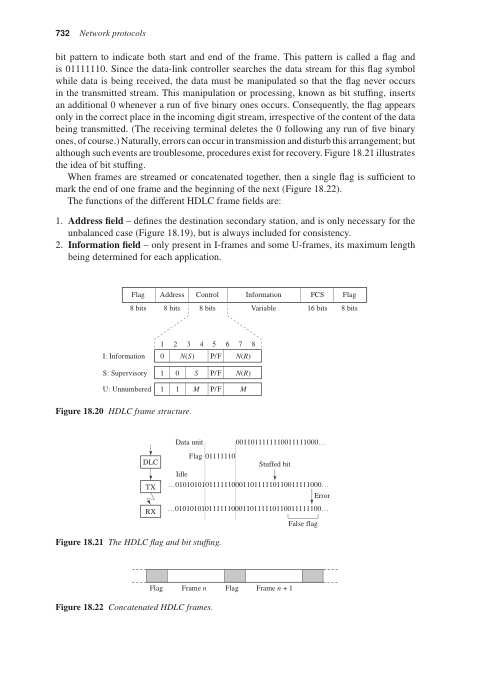 732 Network protocols
bit pattern to indicate both start and end of the frame. This pattern is called a flag and
is 01111110. Since the data-link controller searches the data stream for this flag symbol
while data is being received, the data must be manipulated so that the flag never occurs
in the transmitted stream. This manipulation or processing, known as bit stuffing, inserts
an additional 0 whenever a run of five binary ones occurs. Consequently, the flag appears
only in the correct place in the incoming digit stream, irrespective of the content of the data
being transmitted. (The receiving terminal deletes the 0 following any run of five binary
ones, of course.) Naturally, errors can occur in transmission and disturb this arrangement; but
although such events are troublesome, procedures exist for recovery. Figure 18.21 illustrates
the idea of bit stuffing.
When frames are streamed or concatenated together, then a single flag is sufficient to
mark the end of one frame and the beginning of the next (Figure 18.22).
The functions of the different HDLC frame fields are:
1. Address field – defines the destination secondary station, and is only necessary for the
unbalanced case (Figure 18.19), but is always included for consistency.
2. Information field – only present in I-frames and some U-frames, its maximum length
being determined for each application.
Flag Address Control Information FCS Flag
8 bits 8 bits 8 bits Variable 16 bits 8 bits
1 2 3 4 5 6 7 8
I: Information 0 N(S) P/F N(R)
S: Supervisory 1 0 S P/F N(R)
U: Unnumbered 1 1 M P/F M
Figure 18.20 HDLC frame structure.
Data unit
Flag 01111110
DLC
Stuffed bit
Idle
TX
Error
RX
False flag
Figure 18.21 The HDLC flag and bit stuffing.
Flag Frame n Flag Frame n + 1
Figure 18.22 Concatenated HDLC frames.